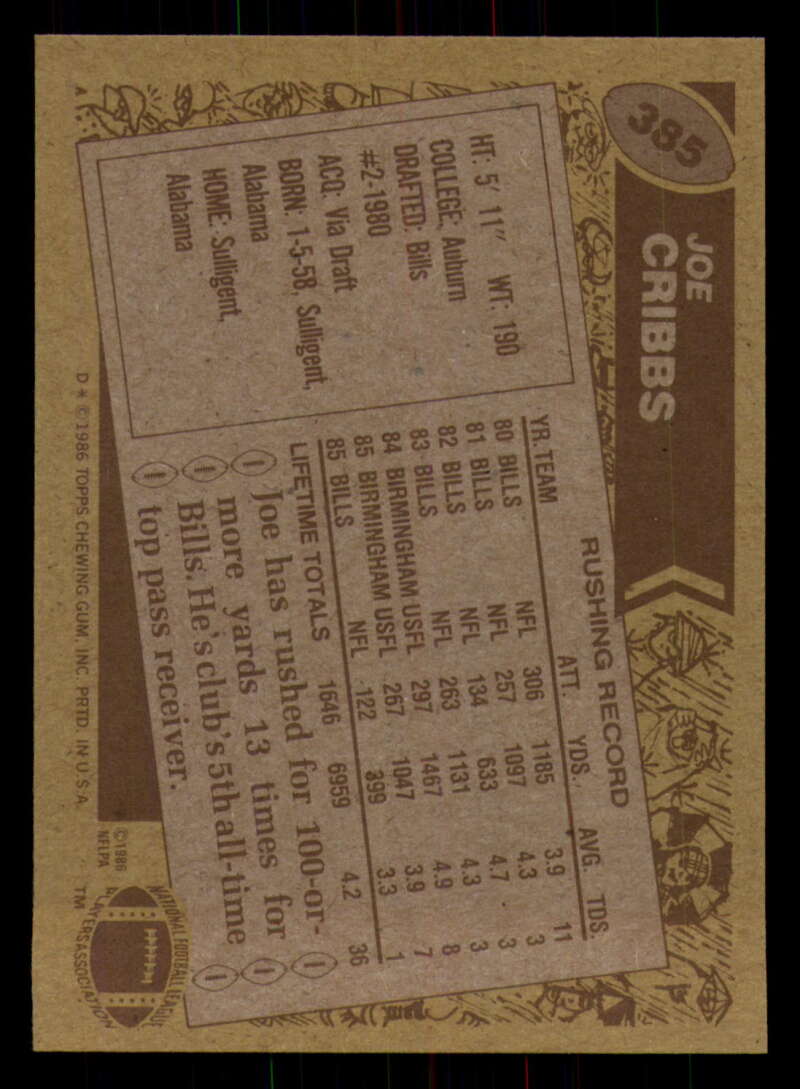 385
JOE
CRIBBS
HT: 5' 11" WT: 190
COLLEGE: Auburn
DRAFTED: Bills
#2-1980
ACQ: Via Draft
BORN: 1-5-58, Sulligent,
Alabama
HOME: Sulligent,
Alabama
RUSHING RECORD
YR. TEAM ATT. YDS. AVG. TDS.
80 BILLS NFL 306 1185 3.9 11
81 BILLS NFL 257 1097 4.3 3
82 BILLS NFL 134 633 4.7 3
83 BILLS NFL 263 1131 4.3 3
84 BIRMINGHAM USFL 297 1467 4.9 8
85 BIRMINGHAM USFL 267 1047 3.9 7
85 BILLS NFL 122 399 3.3 1
LIFETIME TOTALS 1646 6959 4.2 36
Joe has rushed for 100-or-
more yards 13 times for
Bills. He's club's 5th all-time
top pass receiver.
D* ©1986 TOPPS CHEWING GUM, INC. PRTD. IN U.S.A.
©1986
NFLPA
NATIONAL FOOTBALL LEAGUE
PLAYERS ASSOCIATION
TM
A